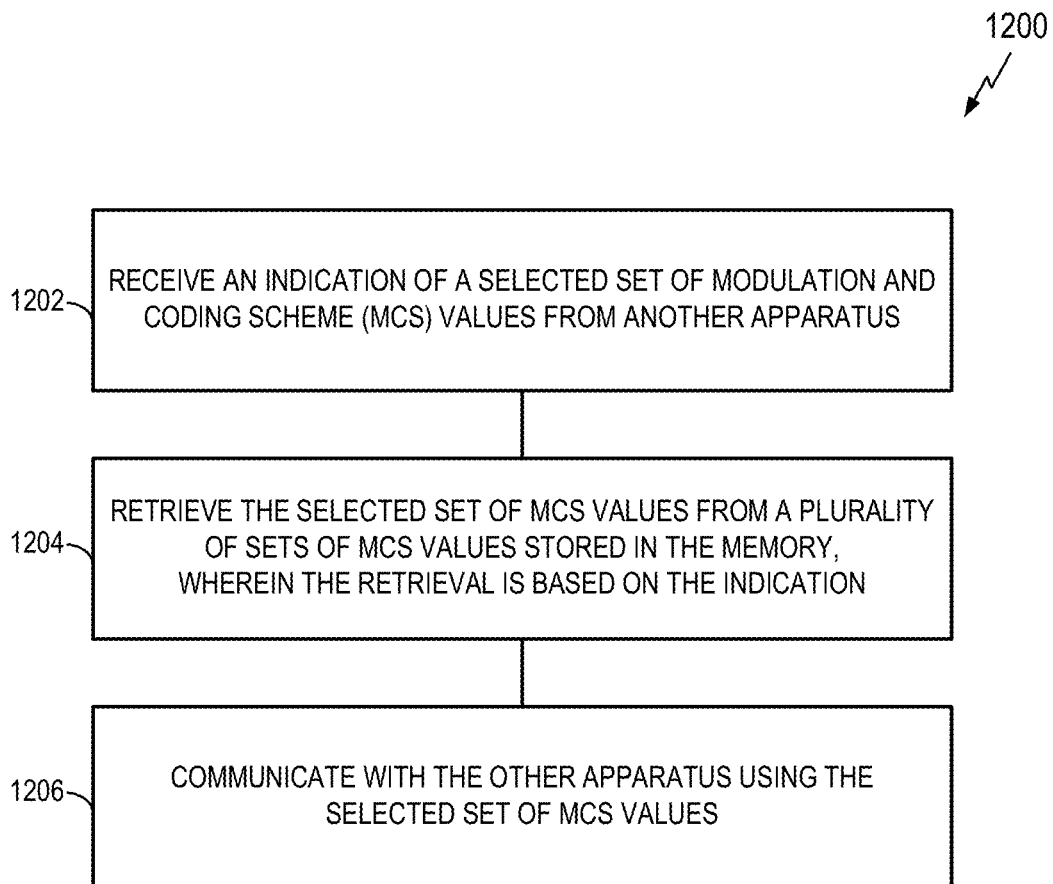 1200
1202
RECEIVE AN INDICATION OF A SELECTED SET OF MODULATION AND
CODING SCHEME (MCS) VALUES FROM ANOTHER APPARATUS
1204
RETRIEVE THE SELECTED SET OF MCS VALUES FROM A PLURALITY
OF SETS OF MCS VALUES STORED IN THE MEMORY,
WHEREIN THE RETRIEVAL IS BASED ON THE INDICATION
1206
COMMUNICATE WITH THE OTHER APPARATUS USING THE
SELECTED SET OF MCS VALUES